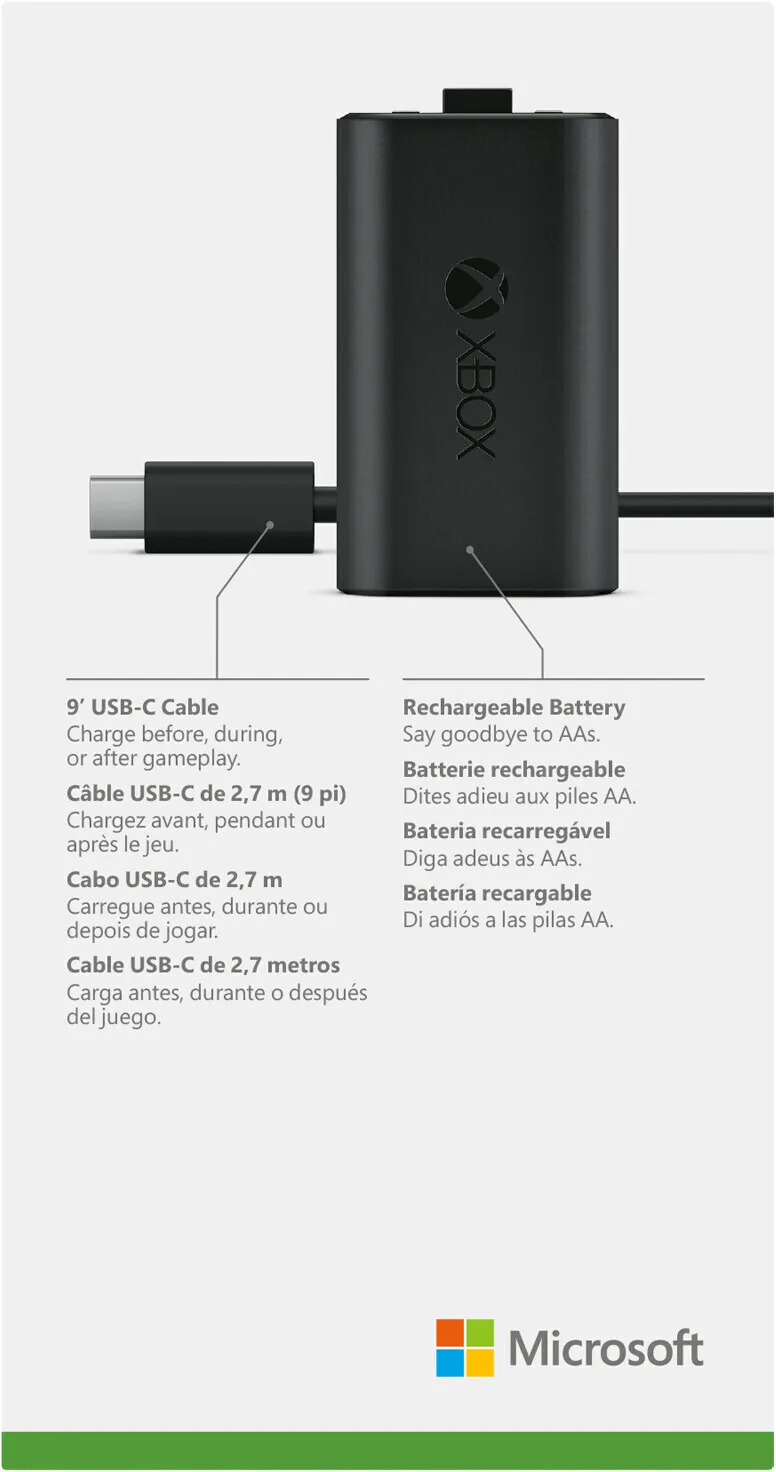 XBOX
9’ USB-C Cable
Charge before, during,
or after gameplay.
Câble USB-C de 2,7 m (9 pi)
Chargez avant, pendant ou
après le jeu.
Cabo USB-C de 2,7 m
Carregue antes, durante ou
depois de jogar.
Cable USB-C de 2,7 metros
Carga antes, durante o después
del juego.
Rechargeable Battery
Say goodbye to AAs.
Batterie rechargeable
Dites adieu aux piles AA.
Bateria recarregável
Diga adeus às AAs.
Batería recargable
Di adiós a las pilas AA.
Microsoft